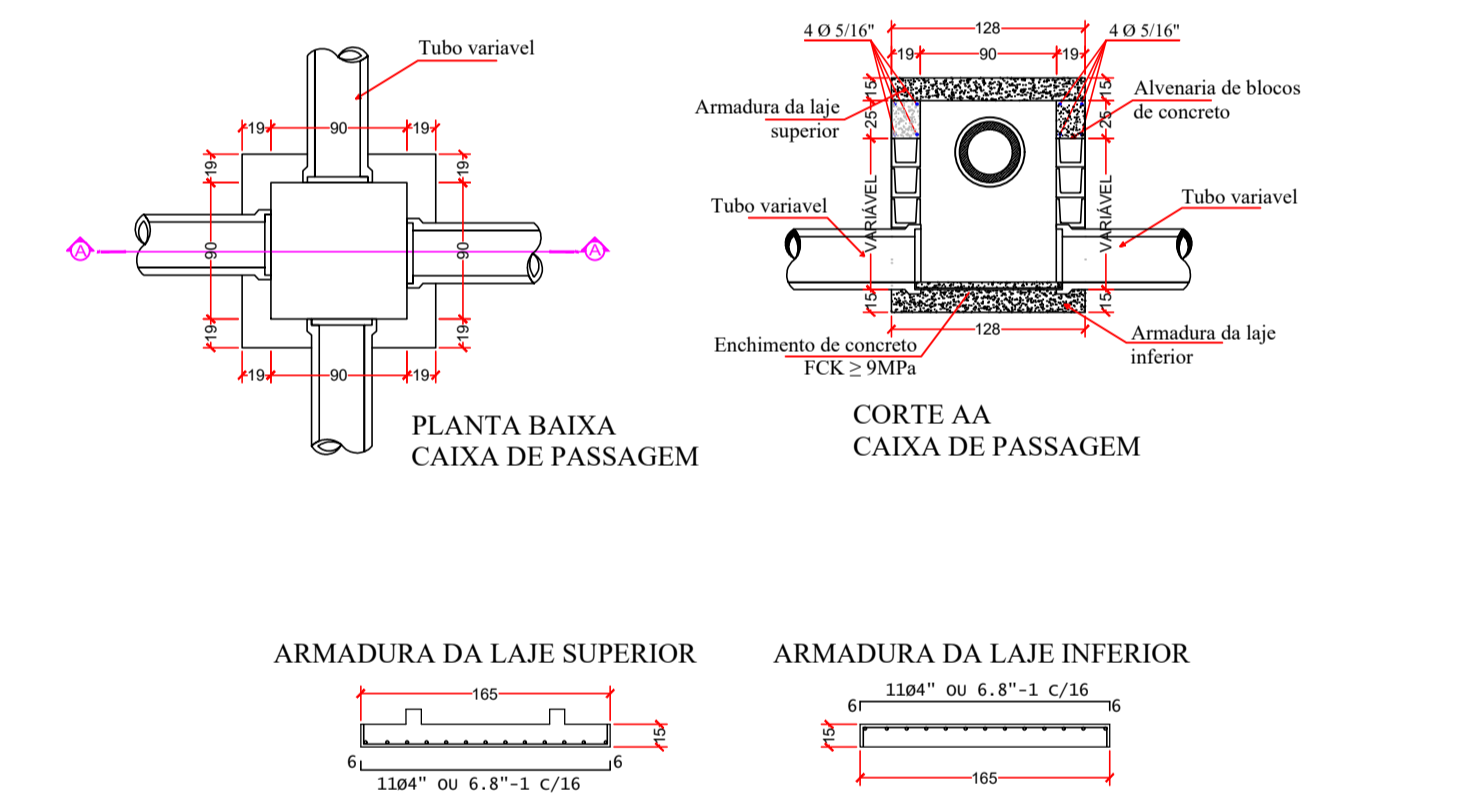 Tubo variavel
19
90
19
19
90
19
19
90
19
A
A
19
90
19
PLANTA BAIXA
CAIXA DE PASSAGEM
4 Ø 5/16"
128
4 Ø 5/16"
19
90
19
15
15
Armadura da laje
superior
25
25
Alvenaria de blocos
de concreto
Tubo variavel
VARIÁVEL
VARIÁVEL
Tubo variavel
15
15
128
Enchimento de concreto
FCK ≥ 9MPa
Armadura da laje
inferior
CORTE AA
CAIXA DE PASSAGEM
ARMADURA DA LAJE SUPERIOR
165
15
6
6
11ø4" OU 6.8"-1 C/16
ARMADURA DA LAJE INFERIOR
11ø4" OU 6.8"-1 C/16
6
6
15
165